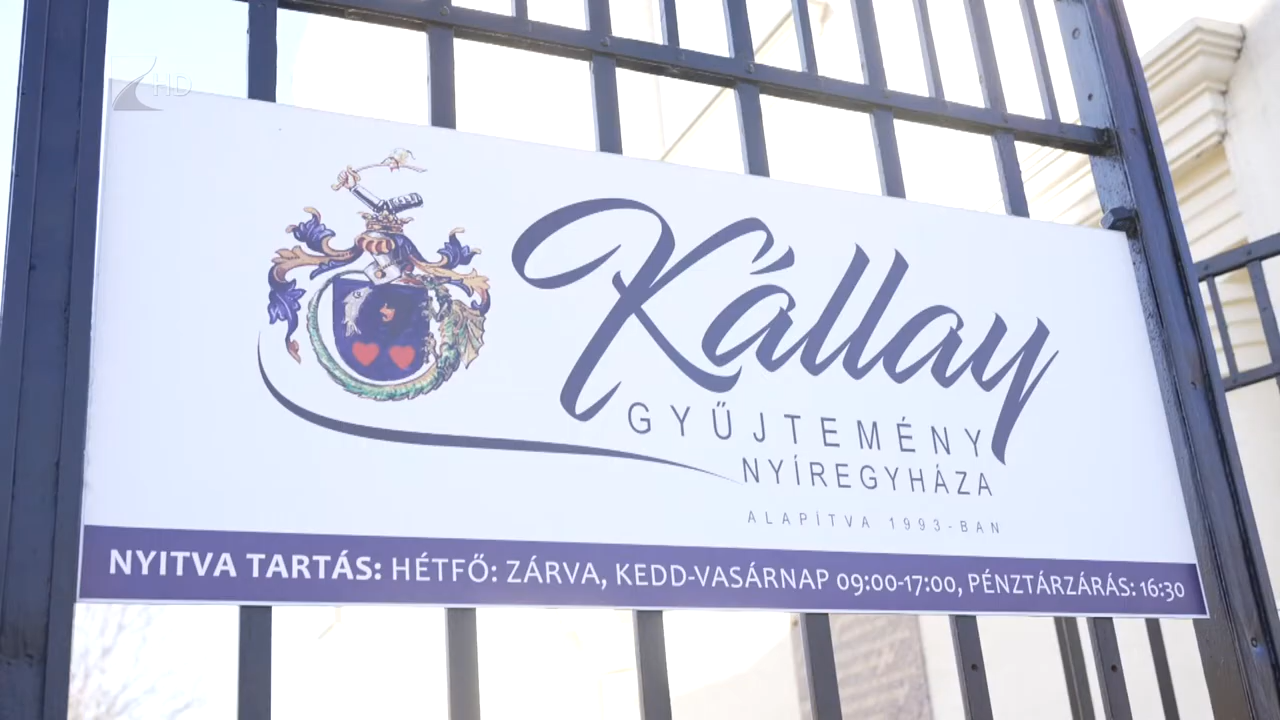 HD
Kállay
GYŰJTEMÉNY
NYÍREGYHÁZA
ALAPÍTVA 1993-BAN
NYITVA TARTÁS: HÉTFŐ: ZÁRVA, KEDD-VASÁRNAP 09:00-17:00, PÉNZTÁRZÁRÁS: 16:30